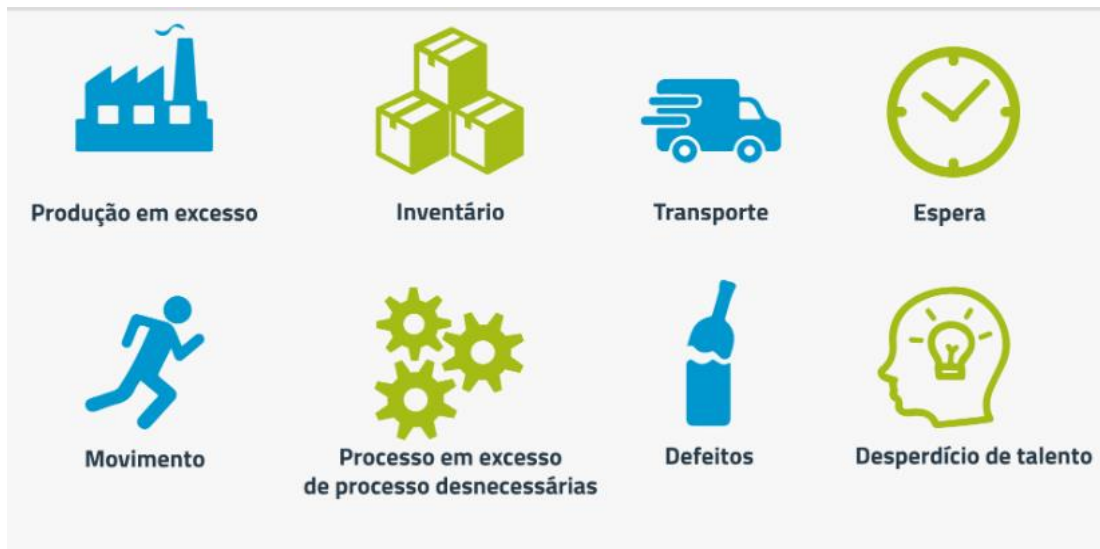 Produção em excesso
Inventário
Transporte
Espera
Movimento
Processo em excesso
de processo desnecessárias
Defeitos
Desperdício de talento